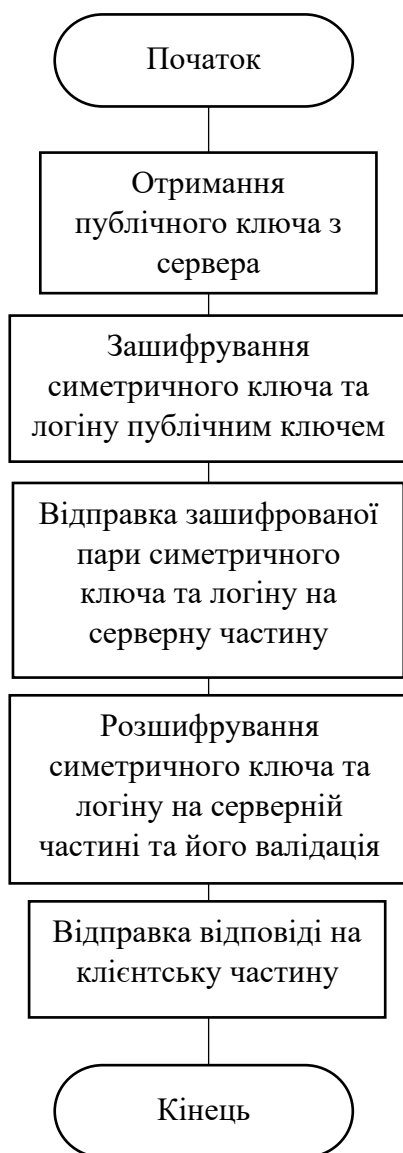 Початок
Отримання
публічного ключа з
сервера
Зашифрування
симетричного ключа та
логіну публічним ключем
Відправка зашифрованої
пари симетричного
ключа та логіну на
серверну частину
Розшифрування
симетричного ключа та
логіну на серверній
частині та його валідація
Відправка відповіді на
клієнтську частину
Кінець